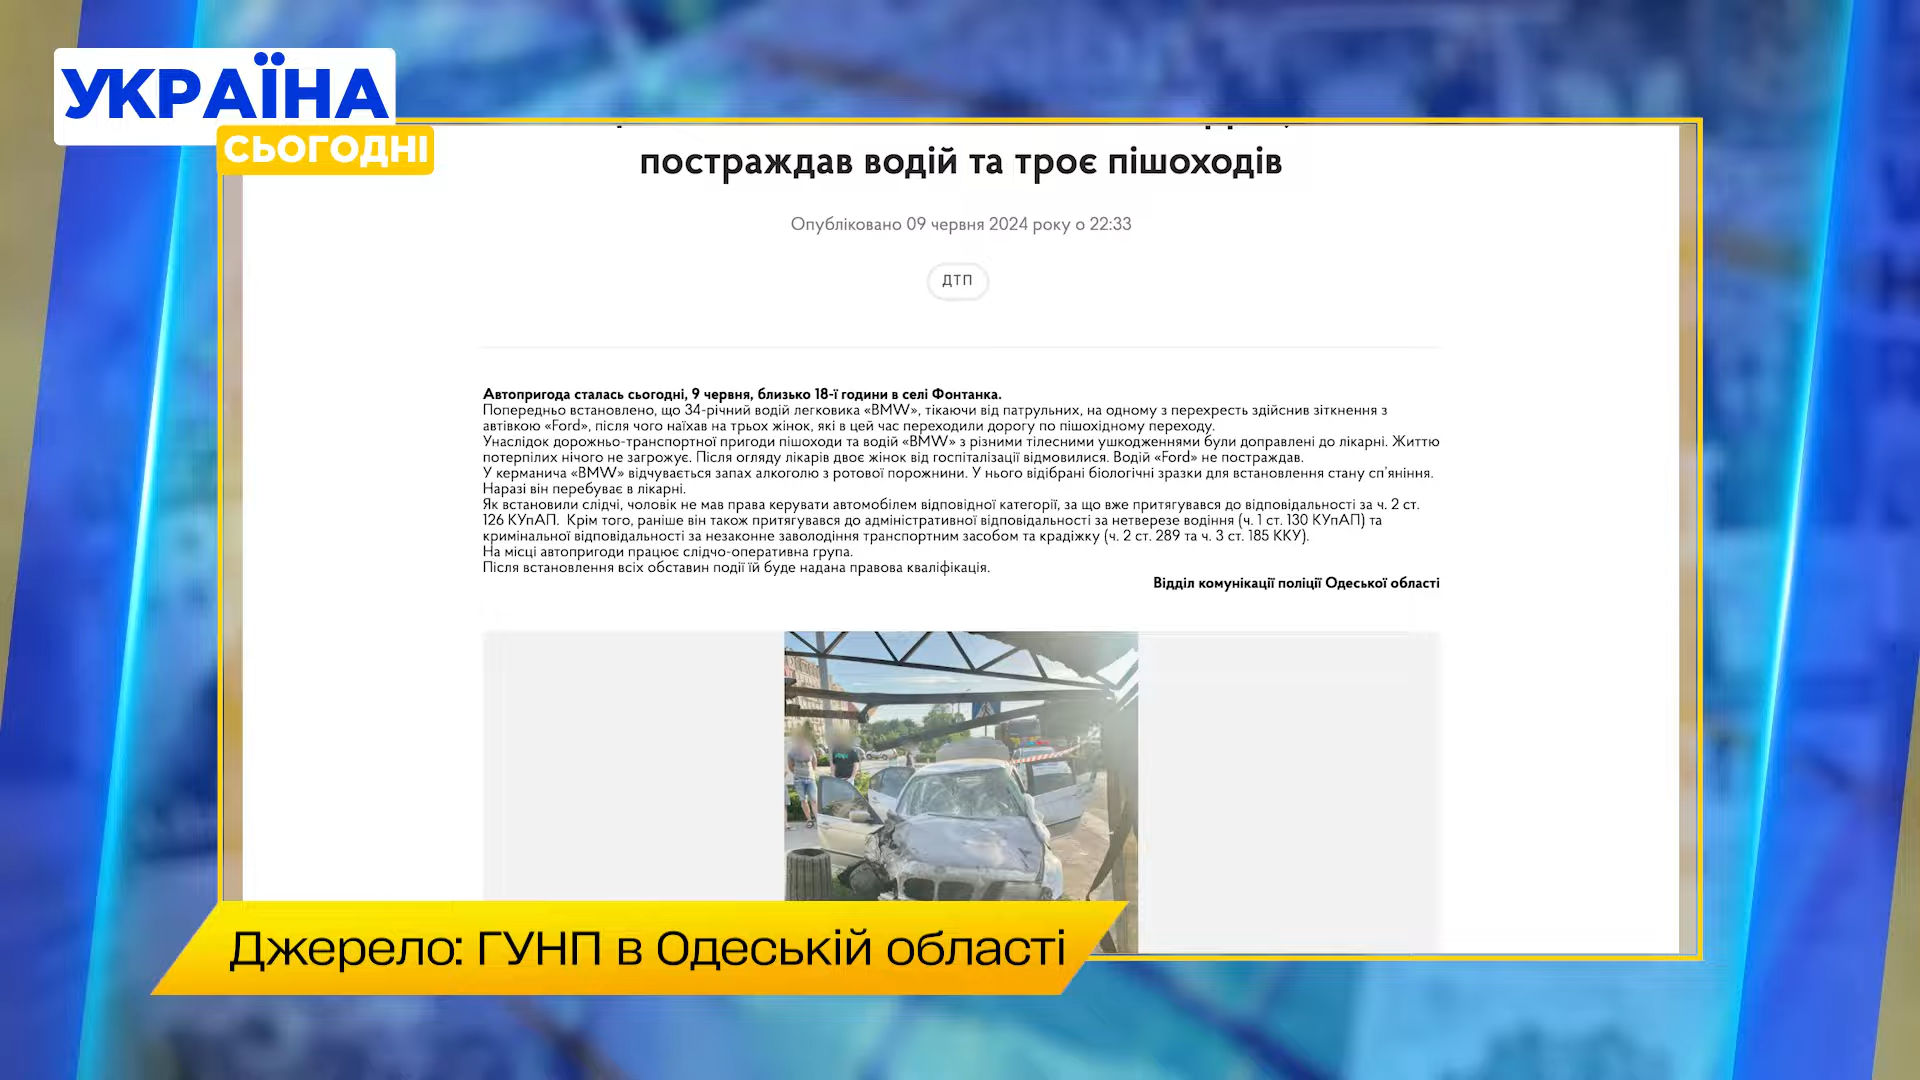 УКРАЇНА
СЬОГОДНІ
постраждав водій та троє пішоходів
Опубліковано 09 червня 2024 року о 22:33
ДТП
Автопригода сталась сьогодні, 9 червня, близько 18-ї години в селі Фонтанка.
Попередньо встановлено, що 34-річний водій легковика «BMW», тікаючи від патрульних, на одному з перехресть здійснив зіткнення з
автівкою «Ford», після чого наїхав на трьох жінок, які в цей час переходили дорогу по пішохідному переходу.
Унаслідок дорожньо-транспортної пригоди пішоходи та водій «BMW» з різними тілесними ушкодженнями були доправлені до лікарні. Життю
потерпілих нічого не загрожує. Після огляду лікарів двоє жінок від госпіталізації відмовилися. Водій «Ford» не постраждав.
У керманича «BMW» відчувається запах алкоголю з ротової порожнини. У нього відібрані біологічні зразки для встановлення стану сп'яніння.
Наразі він перебуває в лікарні.
Як встановили слідчі, чоловік не мав права керувати автомобілем відповідної категорії, за що вже притягувався до відповідальності за ч. 2 ст.
126 КУпАП. Крім того, раніше він також притягувався до адміністративної відповідальності за нетверезе водіння (ч. 1 ст. 130 КУпАП) та
кримінальної відповідальності за незаконне заволодіння транспортним засобом та крадіжку (ч. 2 ст. 289 та ч. 3 ст. 185 ККУ).
На місці автопригоди працює слідчо-оперативна група.
Після встановлення всіх обставин події їй буде надана правова кваліфікація.
Відділ комунікації поліції Одеської області
Джерело: ГУНП в Одеській області